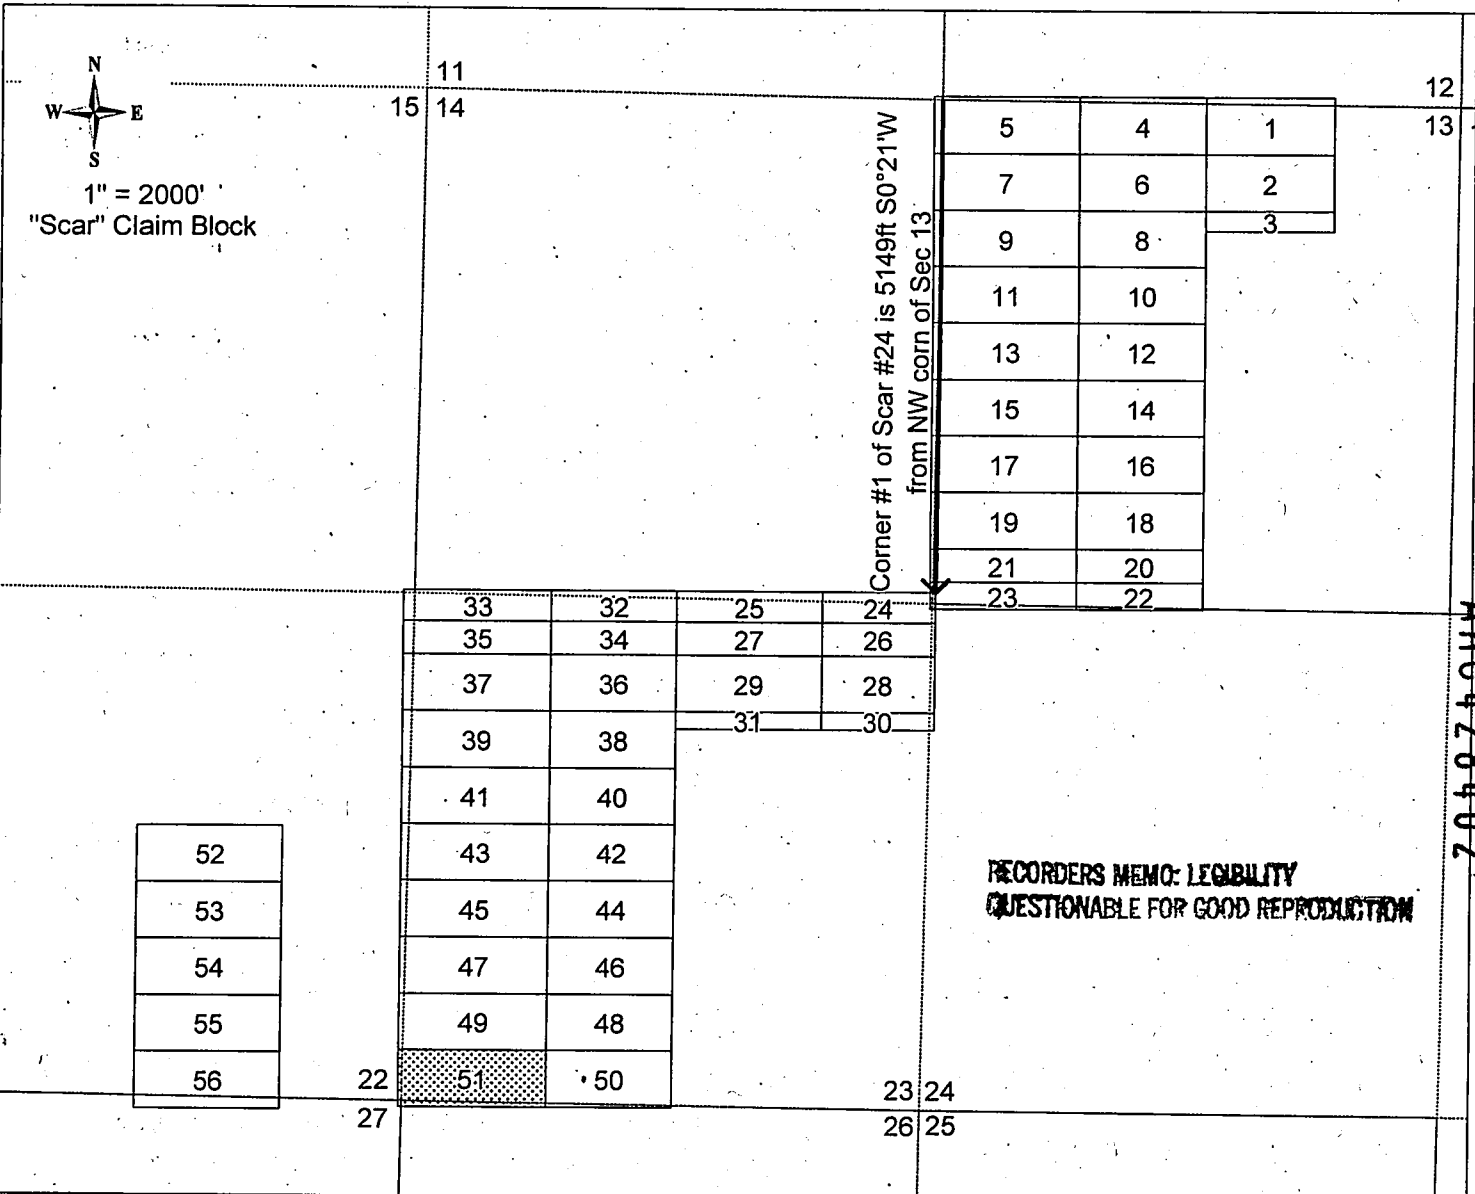 N
W E
S
1" = 2000'
"Scar" Claim Block
11
15 14
12
13
Corner #1 of Scar #24 is 5149ft S0°21'W
from NW corn of Sec 13
5 4 1
7 6 2
3
9 8
11 10
13 12
15 14
17 16
19 18
21 20
23 22
33 32 25 24
35 34 27 26
37 36 29 28
31 30
39 38
41 40
43 42
45 44
47 46
49 48
51 50
52
53
54
55
56
22
27
23 24
26 25
RECORDERS MEMO: LEGIBILITY
QUESTIONABLE FOR GOOD REPRODUCTION